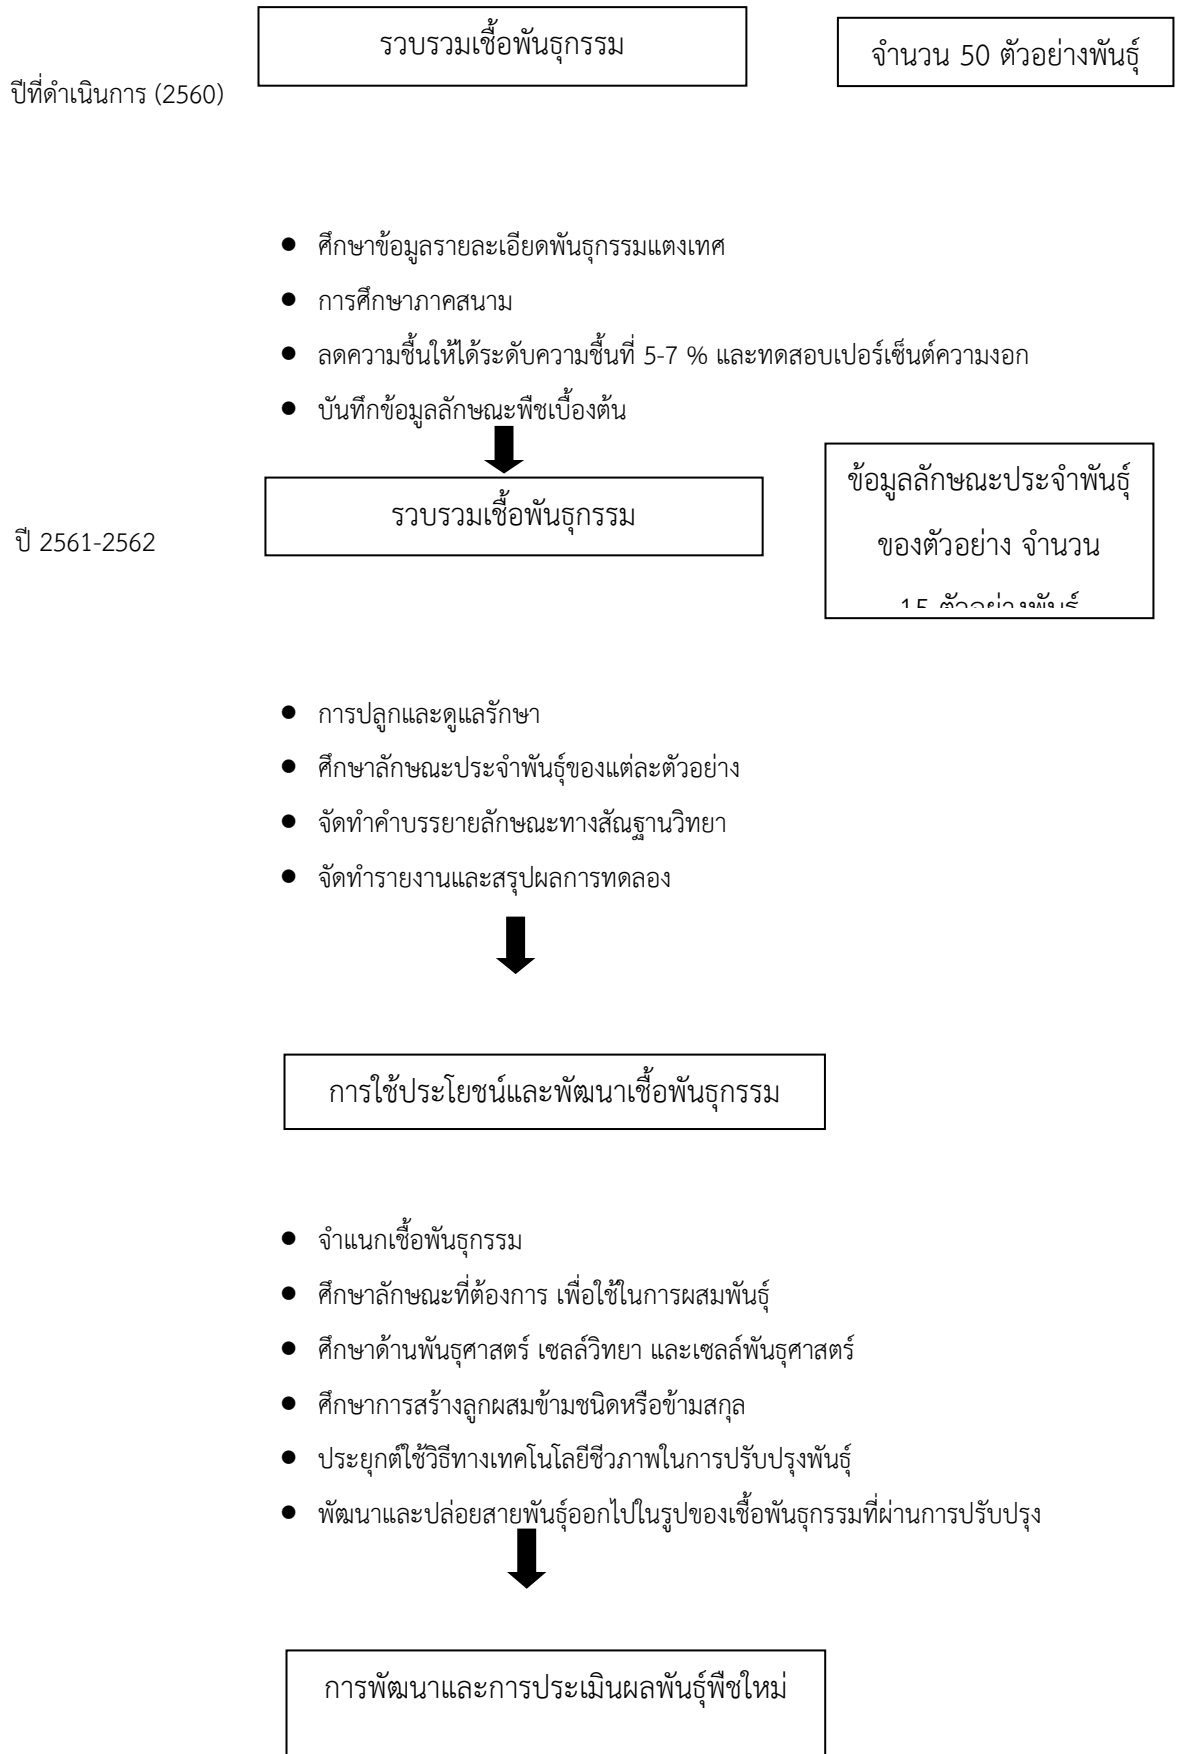 รวบรวมเชื้อพันธุกรรม
จำนวน 50 ตัวอย่างพันธุ์
ปีที่ดำเนินการ (2560)
● ศึกษาข้อมูลรายละเอียดพันธุกรรมแตงเทศ
● การศึกษาภาคสนาม
● ลดความชื้นให้ได้ระดับความชื้นที่ 5-7 % และทดสอบเปอร์เซ็นต์ความงอก
● บันทึกข้อมูลลักษณะพืชเบื้องต้น
รวบรวมเชื้อพันธุกรรม
ข้อมูลลักษณะประจำพันธุ์
ของตัวอย่าง จำนวน
15 ตัวอย่างพันธุ์
ปี 2561-2562
● การปลูกและดูแลรักษา
● ศึกษาลักษณะประจำพันธุ์ของแต่ละตัวอย่าง
● จัดทำคำบรรยายลักษณะทางสัณฐานวิทยา
● จัดทำรายงานและสรุปผลการทดลอง
การใช้ประโยชน์และพัฒนาเชื้อพันธุกรรม
● จำแนกเชื้อพันธุกรรม
● ศึกษาลักษณะที่ต้องการ เพื่อใช้ในการผสมพันธุ์
● ศึกษาด้านพันธุศาสตร์ เซลล์วิทยา และเซลล์พันธุศาสตร์
● ศึกษาการสร้างลูกผสมข้ามชนิดหรือข้ามสกุล
● ประยุกต์ใช้วิธีทางเทคโนโลยีชีวภาพในการปรับปรุงพันธุ์
● พัฒนาและปล่อยสายพันธุ์ออกไปในรูปของเชื้อพันธุกรรมที่ผ่านการปรับปรุง
การพัฒนาและการประเมินผลพันธุ์พืชใหม่